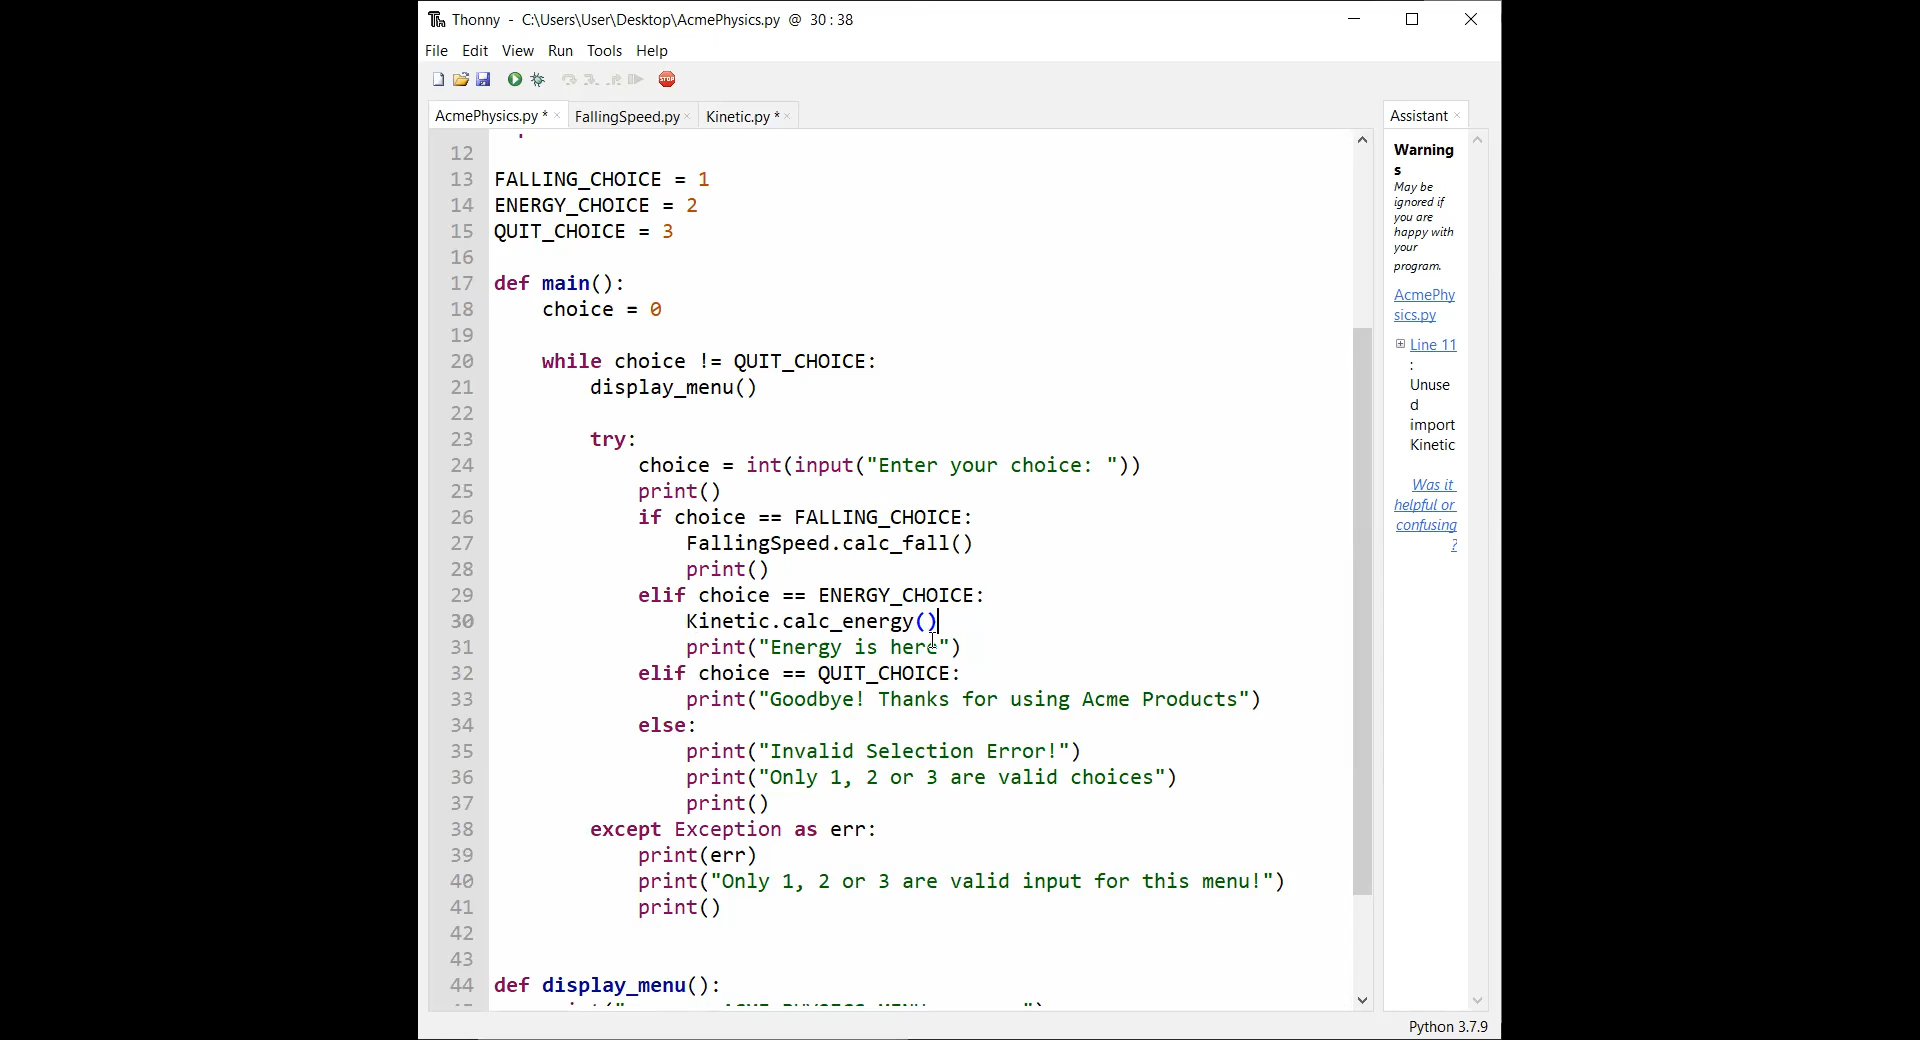 Thonny - C:\Users\User\Desktop\AcmePhysics.py @ 30 : 38
File Edit View Run Tools Help
STOP
AcmePhysics.py * × FallingSpeed.py × Kinetic.py * ×
12
13 FALLING_CHOICE = 1
14 ENERGY_CHOICE = 2
15 QUIT_CHOICE = 3
16
17 def main():
18     choice = 0
19
20     while choice != QUIT_CHOICE:
21         display_menu()
22
23         try:
24             choice = int(input("Enter your choice: "))
25             print()
26             if choice == FALLING_CHOICE:
27                 FallingSpeed.calc_fall()
28                 print()
29             elif choice == ENERGY_CHOICE:
30                 Kinetic.calc_energy()
31                 print("Energy is here")
32             elif choice == QUIT_CHOICE:
33                 print("Goodbye! Thanks for using Acme Products")
34             else:
35                 print("Invalid Selection Error!")
36                 print("Only 1, 2 or 3 are valid choices")
37                 print()
38         except Exception as err:
39             print(err)
40             print("Only 1, 2 or 3 are valid input for this menu!")
41             print()
42
43
44 def display_menu():
Assistant ×
Warning
s
May be
ignored if
you are
happy with
your
program.
AcmePhy
sics.py
Line 11
:
Unuse
d
import
Kinetic
Was it
helpful or
confusing
?
Python 3.7.9